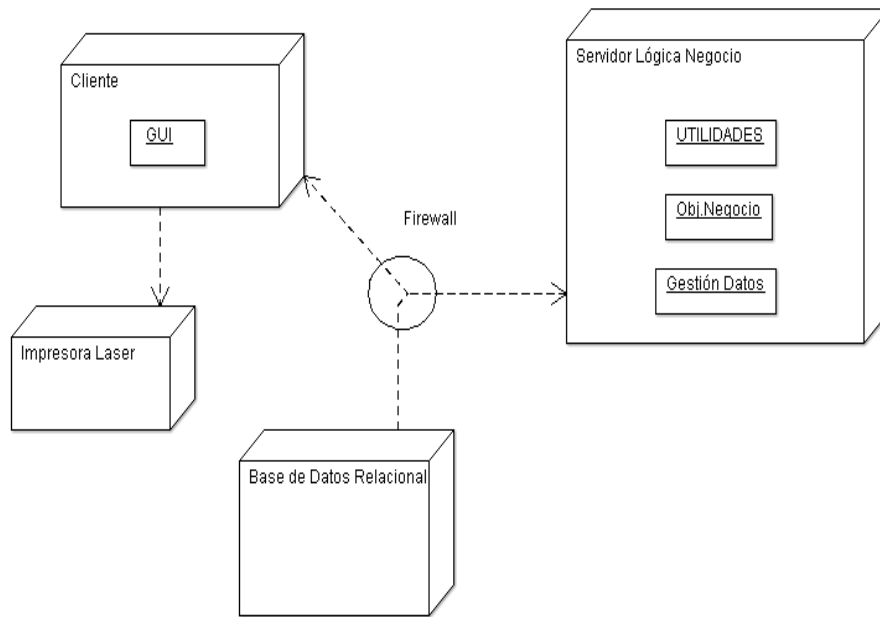 Cliente
GUI
Servidor Lógica Negocio
UTILIDADES
Obj.Negocio
Gestión Datos
Firewall
Impresora Laser
Base de Datos Relacional